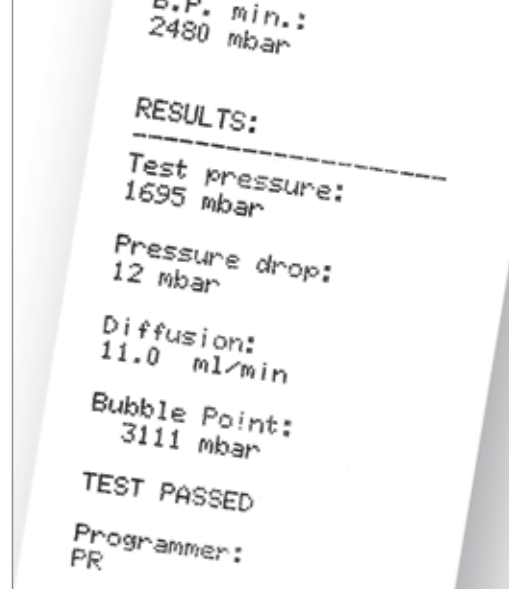 B.P. min.:
2480 mbar
RESULTS:
--------------------
Test pressure:
1695 mbar
Pressure drop:
12 mbar
Diffusion:
11.0 ml/min
Bubble Point:
3111 mbar
TEST PASSED
Programmer:
PR